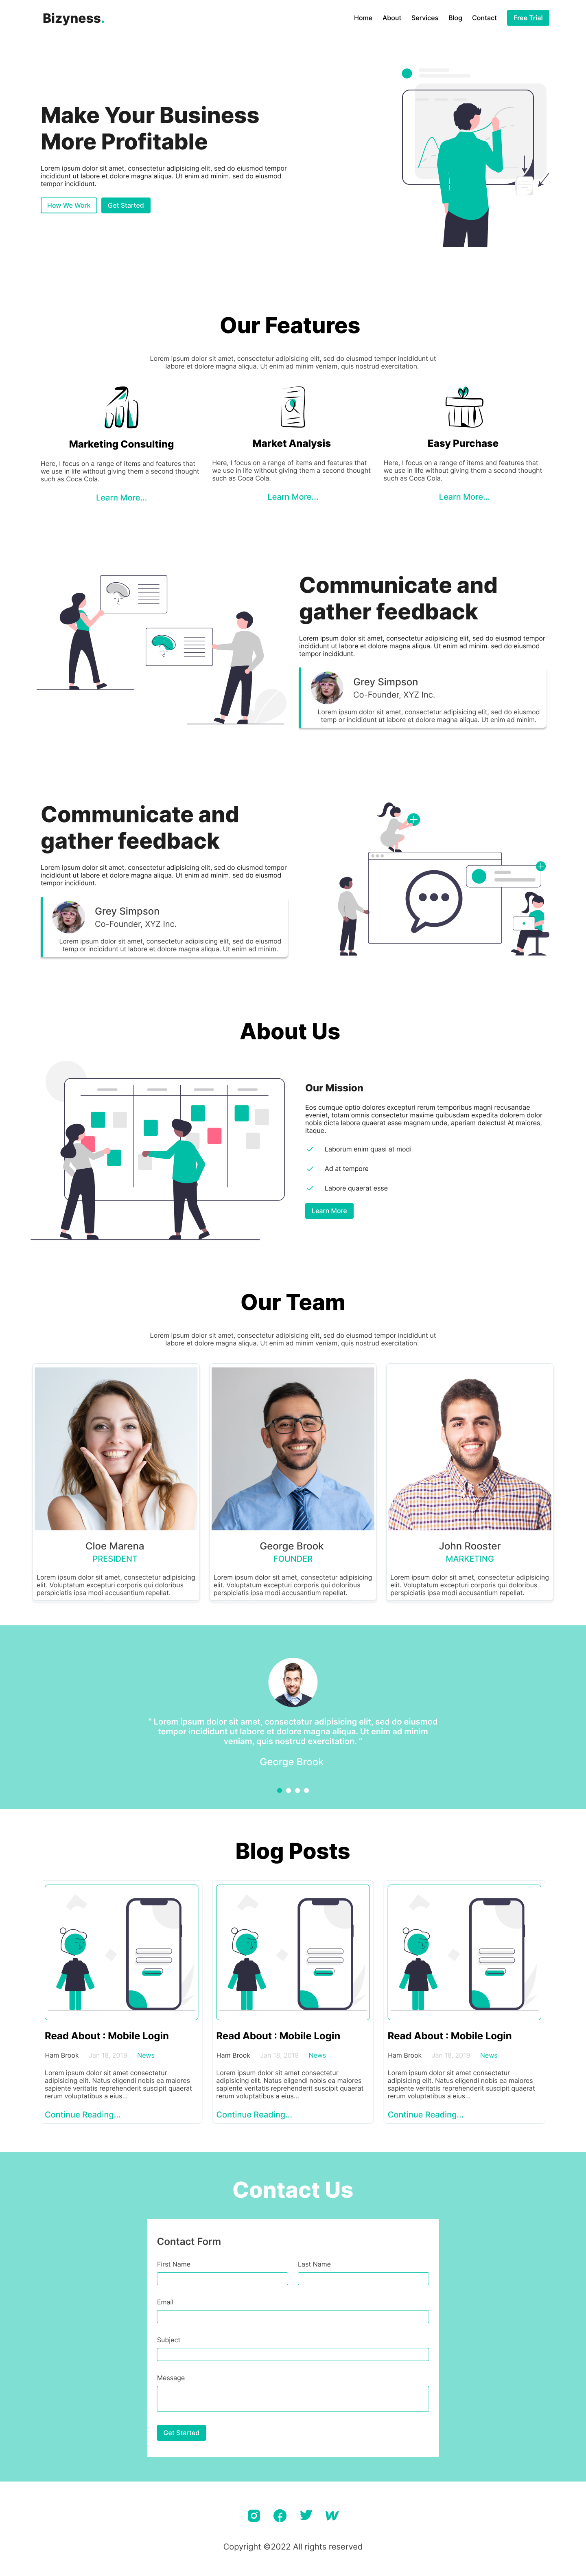 Bizyness.
Home About Services Blog Contact Free Trial
Make Your Business
More Profitable
Lorem ipsum dolor sit amet, consectetur adipisicing elit, sed do eiusmod tempor
incididunt ut labore et dolore magna aliqua. Ut enim ad minim. sed do eiusmod
tempor incididunt.
How We Work Get Started
Our Features
Lorem ipsum dolor sit amet, consectetur adipisicing elit, sed do eiusmod tempor incididunt ut
labore et dolore magna aliqua. Ut enim ad minim veniam, quis nostrud exercitation.
Marketing Consulting
Here, I focus on a range of items and features that
we use in life without giving them a second thought
such as Coca Cola.
Learn More...
Market Analysis
Here, I focus on a range of items and features that
we use in life without giving them a second thought
such as Coca Cola.
Learn More...
Easy Purchase
Here, I focus on a range of items and features that
we use in life without giving them a second thought
such as Coca Cola.
Learn More...
Communicate and
gather feedback
Lorem ipsum dolor sit amet, consectetur adipisicing elit, sed do eiusmod tempor
incididunt ut labore et dolore magna aliqua. Ut enim ad minim. sed do eiusmod
tempor incididunt.
Grey Simpson
Co-Founder, XYZ Inc.
Lorem ipsum dolor sit amet, consectetur adipisicing elit, sed do eiusmod
temp or incididunt ut labore et dolore magna aliqua. Ut enim ad minim.
Communicate and
gather feedback
Lorem ipsum dolor sit amet, consectetur adipisicing elit, sed do eiusmod tempor
incididunt ut labore et dolore magna aliqua. Ut enim ad minim. sed do eiusmod
tempor incididunt.
Grey Simpson
Co-Founder, XYZ Inc.
Lorem ipsum dolor sit amet, consectetur adipisicing elit, sed do eiusmod
temp or incididunt ut labore et dolore magna aliqua. Ut enim ad minim.
About Us
Our Mission
Eos cumque optio dolores excepturi rerum temporibus magni recusandae
eveniet, totam omnis consectetur maxime quibusdam expedita dolorem dolor
nobis dicta labore quaerat esse magnam unde, aperiam delectus! At maiores,
itaque.
Laborum enim quasi at modi
Ad at tempore
Labore quaerat esse
Learn More
Our Team
Lorem ipsum dolor sit amet, consectetur adipisicing elit, sed do eiusmod tempor incididunt ut
labore et dolore magna aliqua. Ut enim ad minim veniam, quis nostrud exercitation.
Cloe Marena
PRESIDENT
Lorem ipsum dolor sit amet, consectetur adipisicing
elit. Voluptatum excepturi corporis qui doloribus
perspiciatis ipsa modi accusantium repellat.
George Brook
FOUNDER
Lorem ipsum dolor sit amet, consectetur adipisicing
elit. Voluptatum excepturi corporis qui doloribus
perspiciatis ipsa modi accusantium repellat.
John Rooster
MARKETING
Lorem ipsum dolor sit amet, consectetur adipisicing
elit. Voluptatum excepturi corporis qui doloribus
perspiciatis ipsa modi accusantium repellat.
“ Lorem ipsum dolor sit amet, consectetur adipisicing elit, sed do eiusmod
tempor incididunt ut labore et dolore magna aliqua. Ut enim ad minim
veniam, quis nostrud exercitation. ”
George Brook
Blog Posts
Read About : Mobile Login
Ham Brook Jan 18, 2019 News
Lorem ipsum dolor sit amet consectetur
adipisicing elit. Natus eligendi nobis ea maiores
sapiente veritatis reprehenderit suscipit quaerat
rerum voluptatibus a eius...
Continue Reading...
Read About : Mobile Login
Ham Brook Jan 18, 2019 News
Lorem ipsum dolor sit amet consectetur
adipisicing elit. Natus eligendi nobis ea maiores
sapiente veritatis reprehenderit suscipit quaerat
rerum voluptatibus a eius...
Continue Reading...
Read About : Mobile Login
Ham Brook Jan 18, 2019 News
Lorem ipsum dolor sit amet consectetur
adipisicing elit. Natus eligendi nobis ea maiores
sapiente veritatis reprehenderit suscipit quaerat
rerum voluptatibus a eius...
Continue Reading...
Contact Us
Contact Form
First Name Last Name
Email
Subject
Message
Get Started
Copyright ©2022 All rights reserved